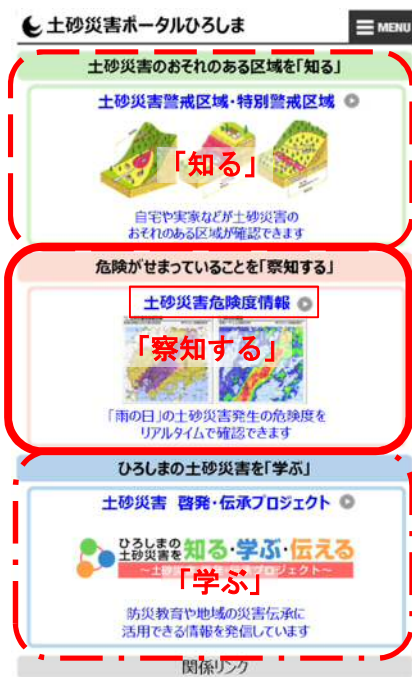 土砂災害ポータルひろしま
MENU
土砂災害のおそれのある区域を「知る」
土砂災害警戒区域・特別警戒区域
「知る」
自宅や実家などが土砂災害の
おそれのある区域が確認できます
危険がせまっていることを「察知する」
土砂災害危険度情報
「察知する」
「雨の日」の土砂災害発生の危険度を
リアルタイムで確認できます
ひろしまの土砂災害を「学ぶ」
土砂災害 啓発・伝承プロジェクト
ひろしまの
土砂災害を
知る・学ぶ・伝える
「学ぶ」
防災教育や地域の災害伝承に
活用できる情報を発信しています
関係リンク